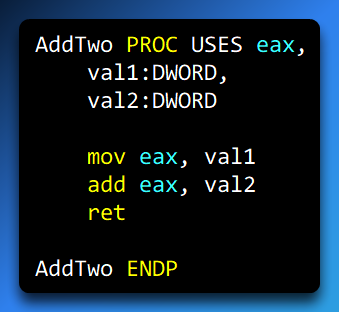 AddTwo PROC USES eax,
    val1:DWORD,
    val2:DWORD

    mov eax, val1
    add eax, val2
    ret

AddTwo ENDP